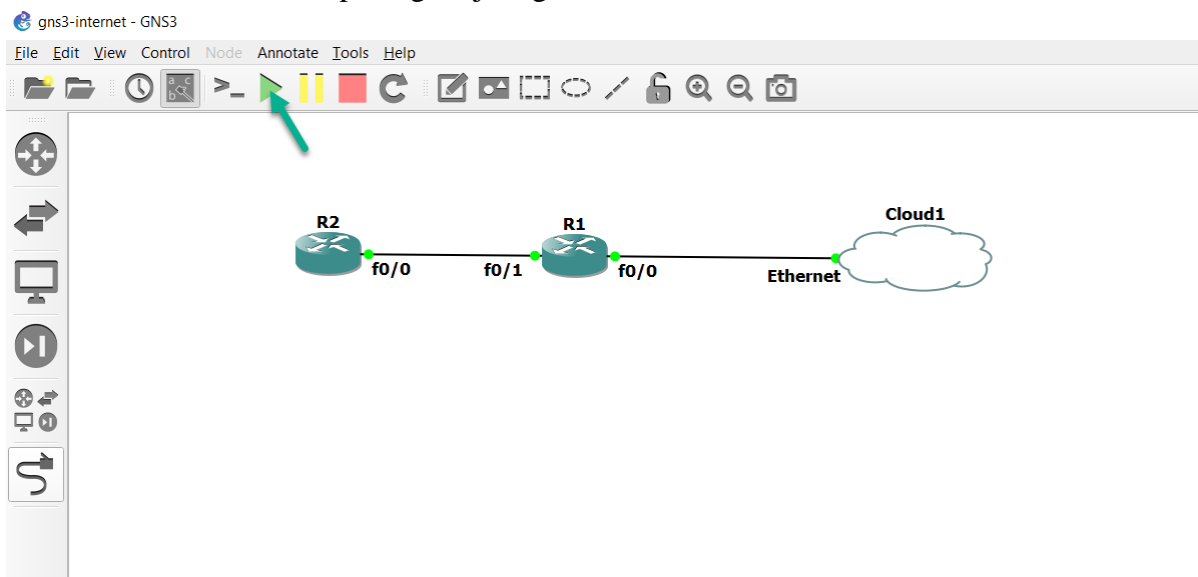 gns3-internet - GNS3
File Edit View Control Node Annotate Tools Help
R2
R1
Cloud1
f0/0
f0/1
f0/0
Ethernet